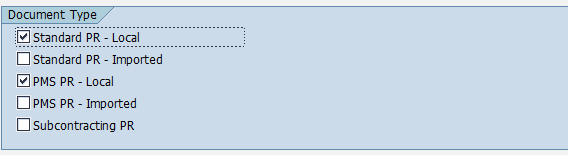 Document Type
Standard PR - Local
Standard PR - Imported
PMS PR - Local
PMS PR - Imported
Subcontracting PR